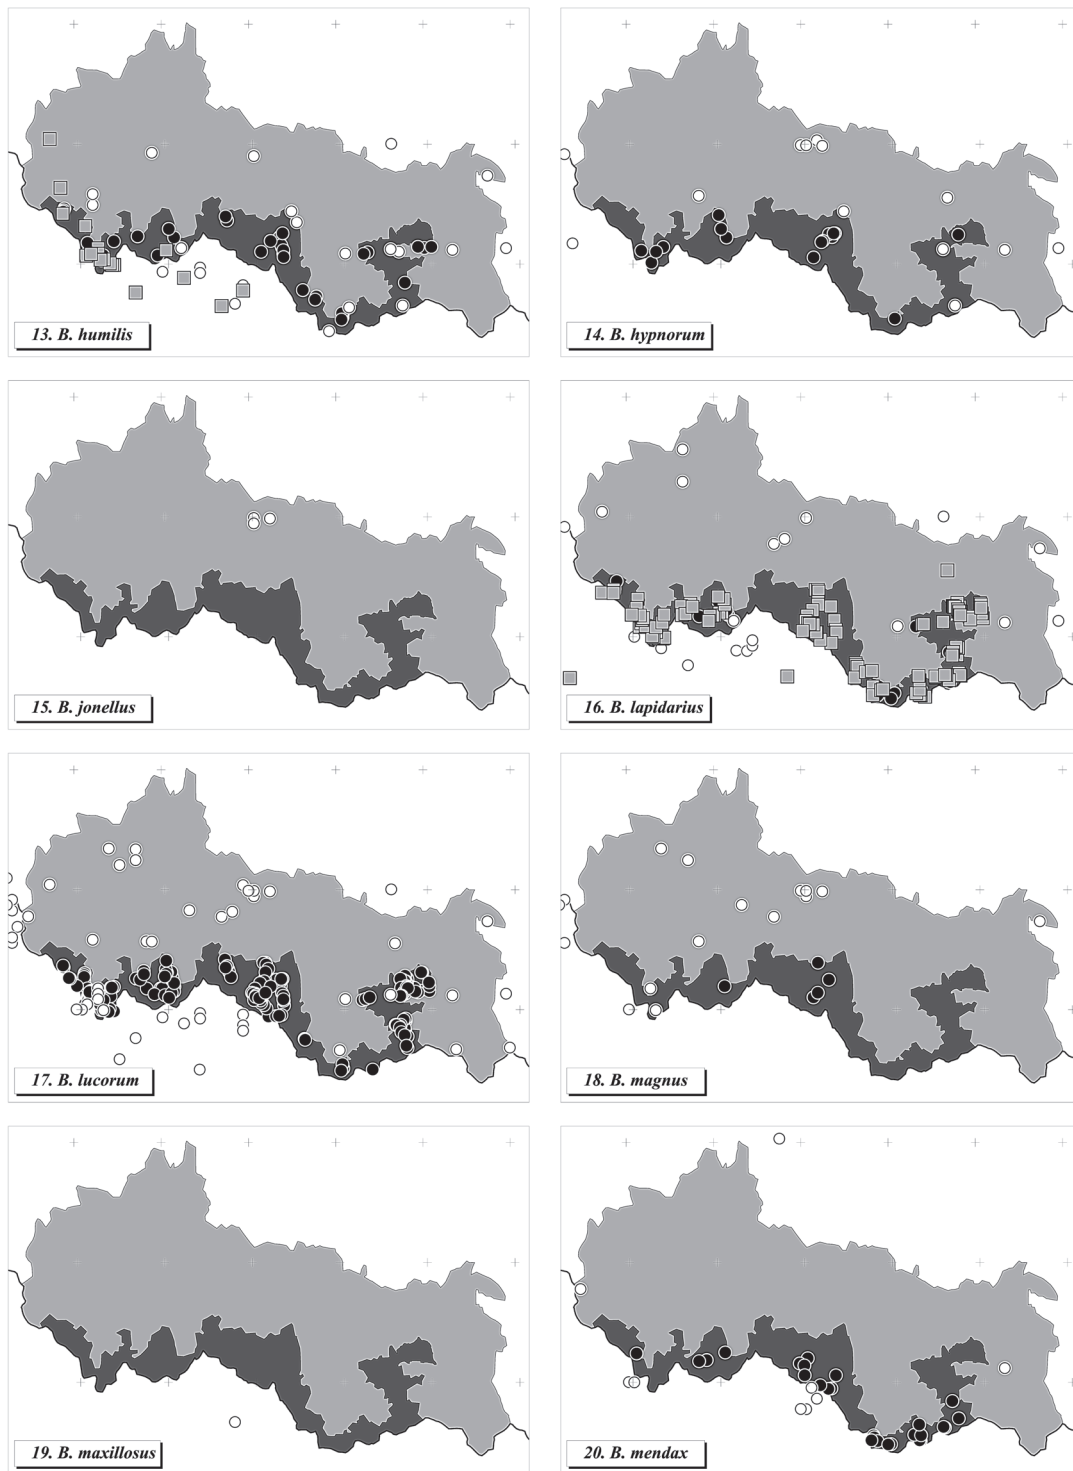 13. B. humilis
14. B. hypnorum
15. B. jonellus
16. B. lapidarius
17. B. lucorum
18. B. magnus
19. B. maxillosus
20. B. mendax